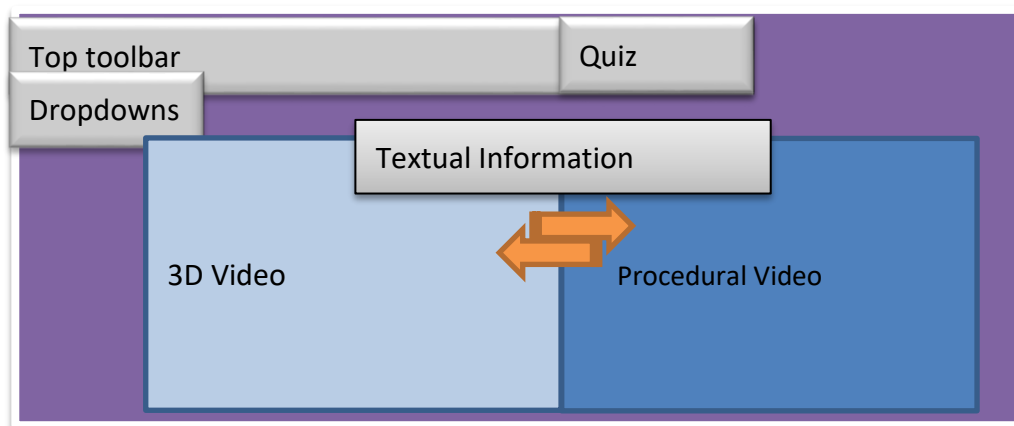 Top toolbar
Quiz
Dropdowns
Textual Information
3D Video
Procedural Video